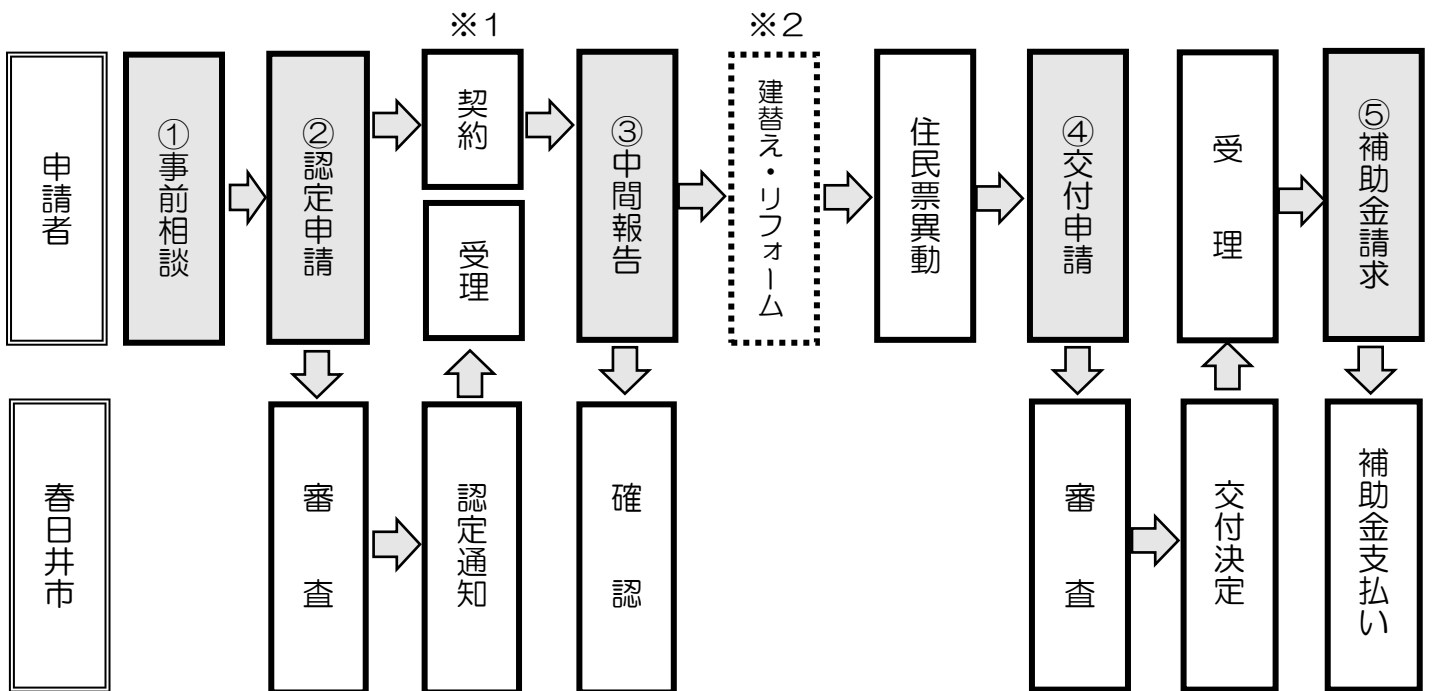 ※1
※2
申請者
①事前相談
②認定申請
契約
受理
③中間報告
建替え・リフォーム
住民票異動
④交付申請
受理
⑤補助金請求
春日井市
審査
認定通知
確認
審査
交付決定
補助金支払い